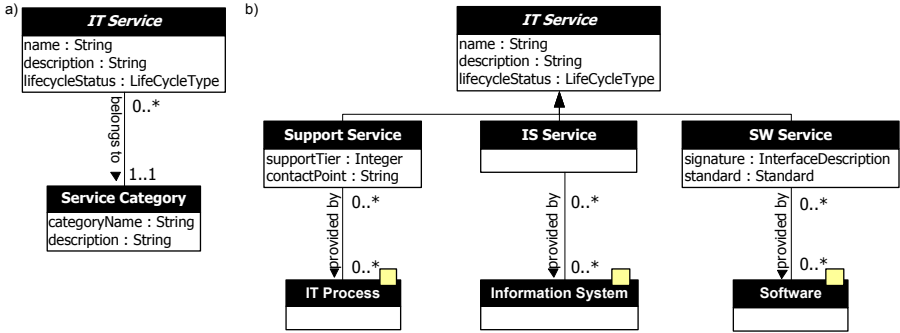 a)
IT Service
name : String
description : String
lifecycleStatus : LifeCycleType
0..*
belongs to
1..1
Service Category
categoryName : String
description : String
b)
IT Service
name : String
description : String
lifecycleStatus : LifeCycleType
Support Service
supportTier : Integer
contactPoint : String
IS Service
SW Service
signature : InterfaceDescription
standard : Standard
provided by
0..*
0..*
provided by
0..*
0..*
provided by
0..*
0..*
IT Process
Information System
Software